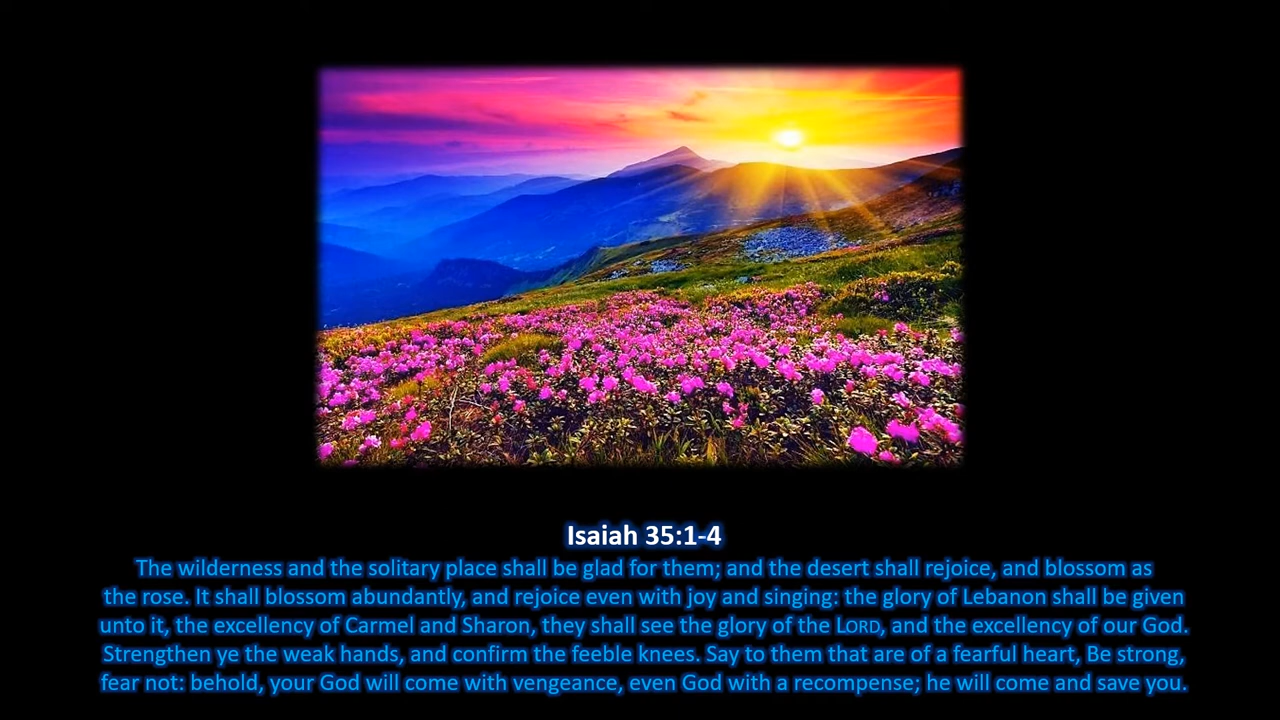 Isaiah 35:1-4
The wilderness and the solitary place shall be glad for them; and the desert shall rejoice, and blossom as
the rose. It shall blossom abundantly, and rejoice even with joy and singing: the glory of Lebanon shall be given
unto it, the excellency of Carmel and Sharon, they shall see the glory of the LORD, and the excellency of our God.
Strengthen ye the weak hands, and confirm the feeble knees. Say to them that are of a fearful heart, Be strong,
fear not: behold, your God will come with vengeance, even God with a recompense; he will come and save you.